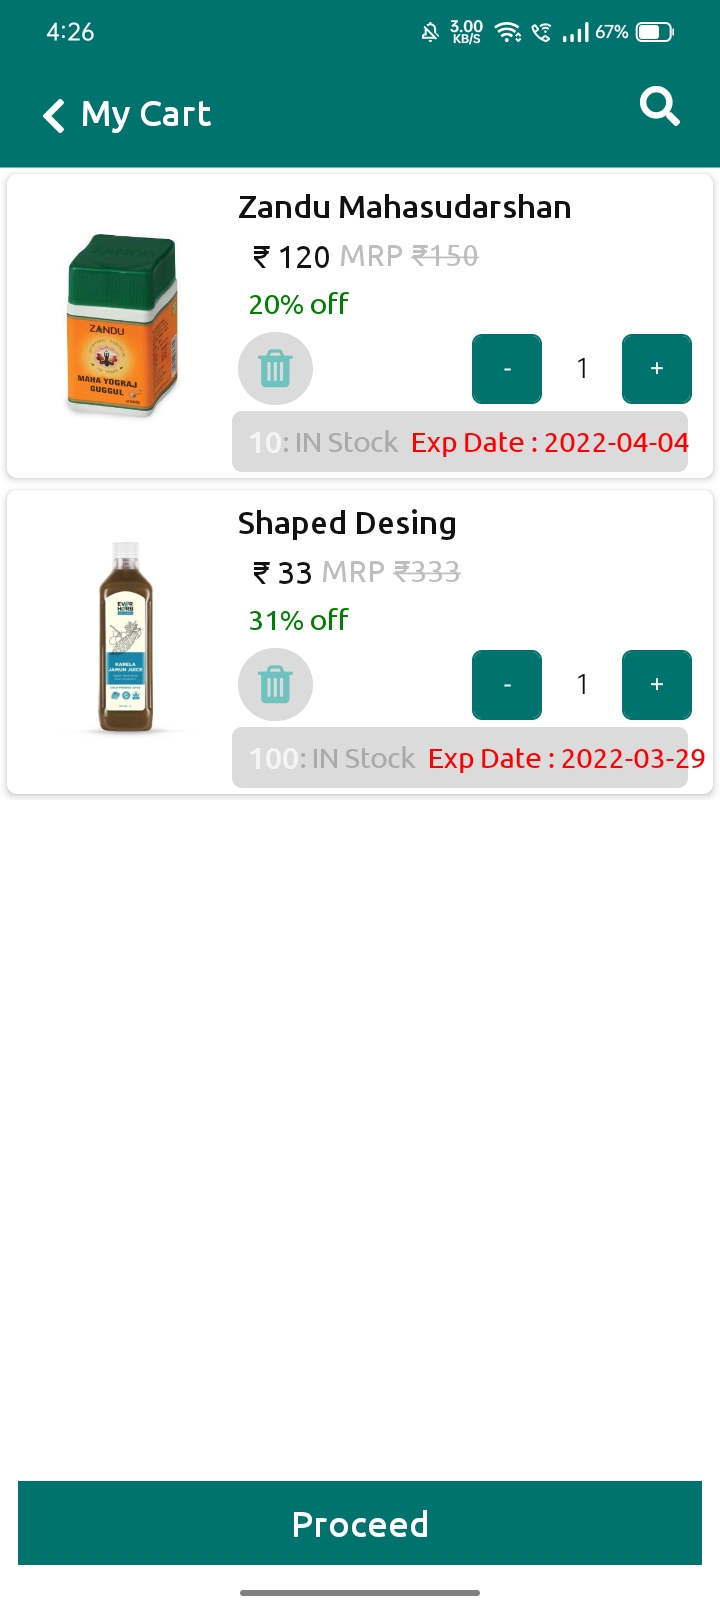 4:26 3.00 KB/S 67%
My Cart
Zandu Mahasudarshan
₹ 120 MRP ₹150
20% off
ZANDU
MAHA YOGRAJ
GUGGUL
- 1 +
10: IN Stock Exp Date : 2022-04-04
Shaped Desing
₹ 33 MRP ₹333
31% off
EVER
HERB
KARELA
JAMUN JUICE
- 1 +
100: IN Stock Exp Date : 2022-03-29
Proceed